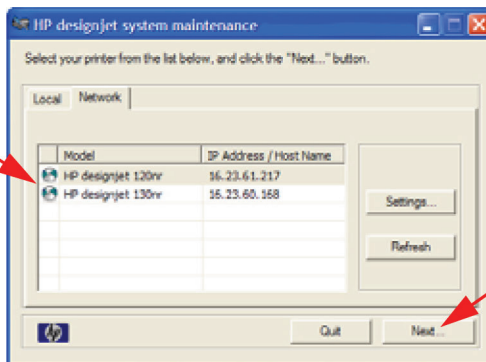 HP designjet system maintenance
Select your printer from the list below, and click the "Next..." button.
Local Network
Model IP Address / Host Name
HP designjet 120nr 16.23.61.217
HP designjet 130nr 16.23.60.168
Settings...
Refresh
hp Quit Next...